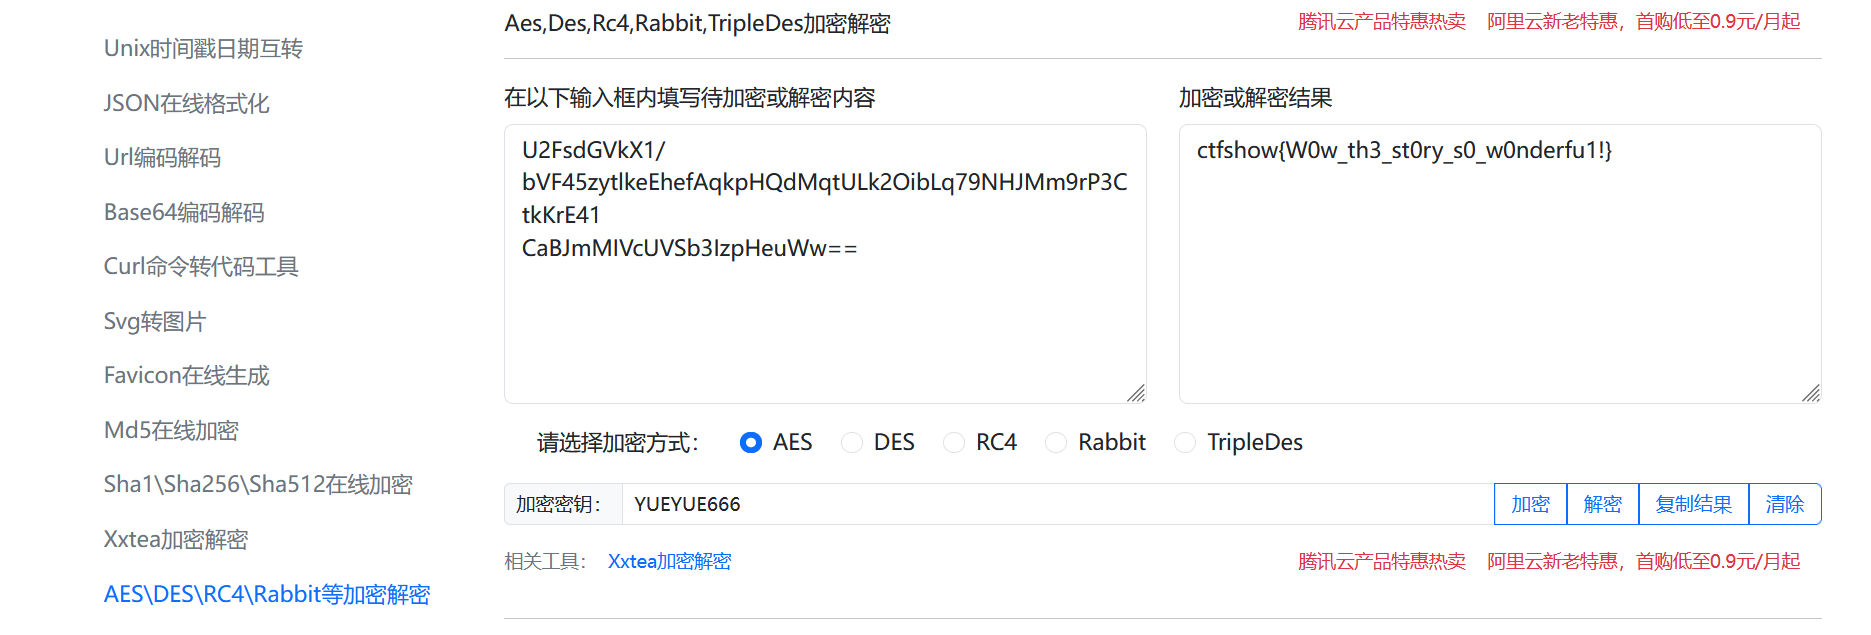 Unix时间戳日期互转
JSON在线格式化
Url编码解码
Base64编码解码
Curl命令转代码工具
Svg转图片
Favicon在线生成
Md5在线加密
Sha1\Sha256\Sha512在线加密
Xxtea加密解密
AES\DES\RC4\Rabbit等加密解密
Aes,Des,Rc4,Rabbit,TripleDes加密解密
腾讯云产品特惠热卖 阿里云新老特惠，首购低至0.9元/月起
在以下输入框内填写待加密或解密内容
U2FsdGVkX1/
bVF45zytlkeEhefAqkpHQdMqtULk2OibLq79NHJMm9rP3C
tkKrE41
CaBJmMIVcUVSb3IzpHeuWw==
加密或解密结果
ctfshow{W0w_th3_st0ry_s0_w0nderfu1!}
请选择加密方式： AES DES RC4 Rabbit TripleDes
加密密钥： YUEYUE666 加密 解密 复制结果 清除
相关工具： Xxtea加密解密
腾讯云产品特惠热卖 阿里云新老特惠，首购低至0.9元/月起